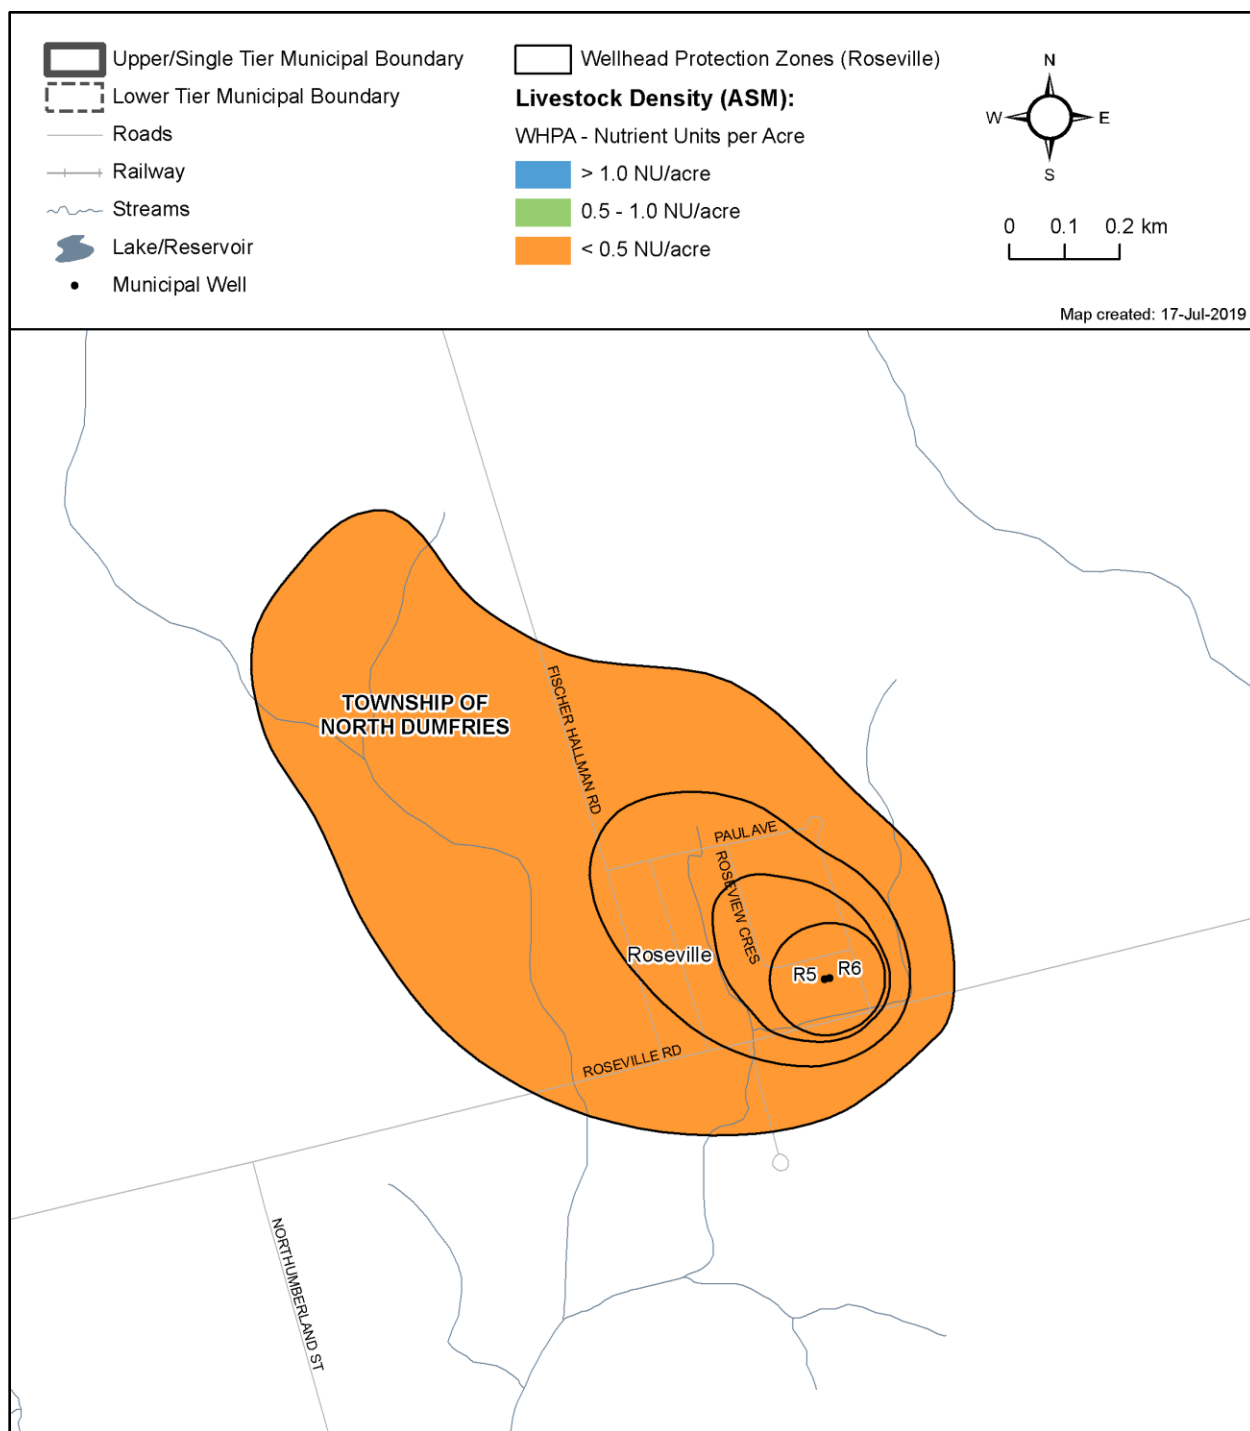 Upper/Single Tier Municipal Boundary
Lower Tier Municipal Boundary
Roads
Railway
Streams
Lake/Reservoir
Municipal Well
Wellhead Protection Zones (Roseville)
Livestock Density (ASM):
WHPA - Nutrient Units per Acre
> 1.0 NU/acre
0.5 - 1.0 NU/acre
< 0.5 NU/acre
N
W E
S
0 0.1 0.2 km
Map created: 17-Jul-2019
TOWNSHIP OF
NORTH DUMFRIES
FISCHER HALLMAN RD
PAUL AVE
ROSEVIEW CRES
Roseville
R5 R6
ROSEVILLE RD
NORTHUMBERLAND ST